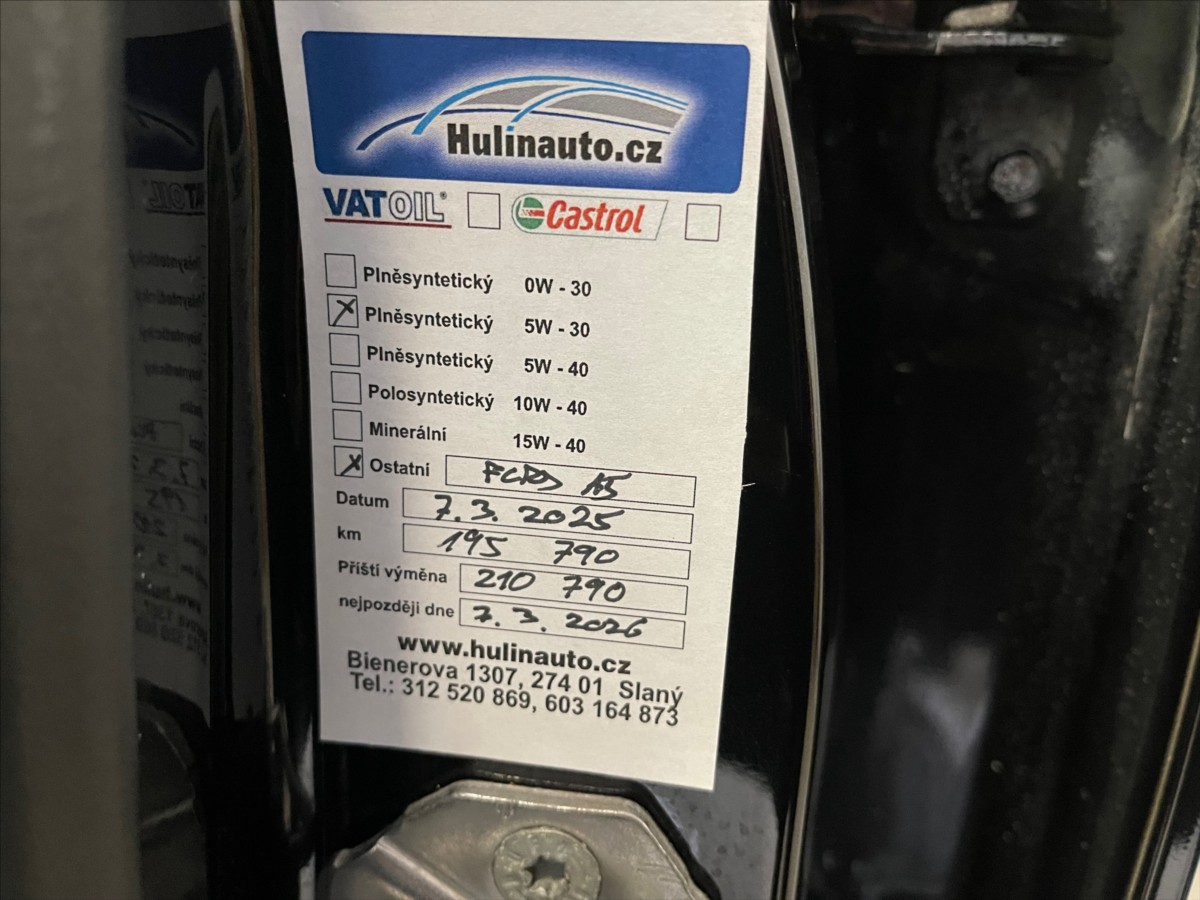 Hulinauto.cz
VATOIL® Castrol
Plněsyntetický 0W - 30
Plněsyntetický 5W - 30
Plněsyntetický 5W - 40
Polosyntetický 10W - 40
Minerální 15W - 40
Ostatní FORD A5
Datum 7.3.2025
km 195 790
Příští výměna 210 790
nejpozději dne 7.3.2026
www.hulinauto.cz
Bienerova 1307, 274 01 Slaný
Tel.: 312 520 869, 603 164 873